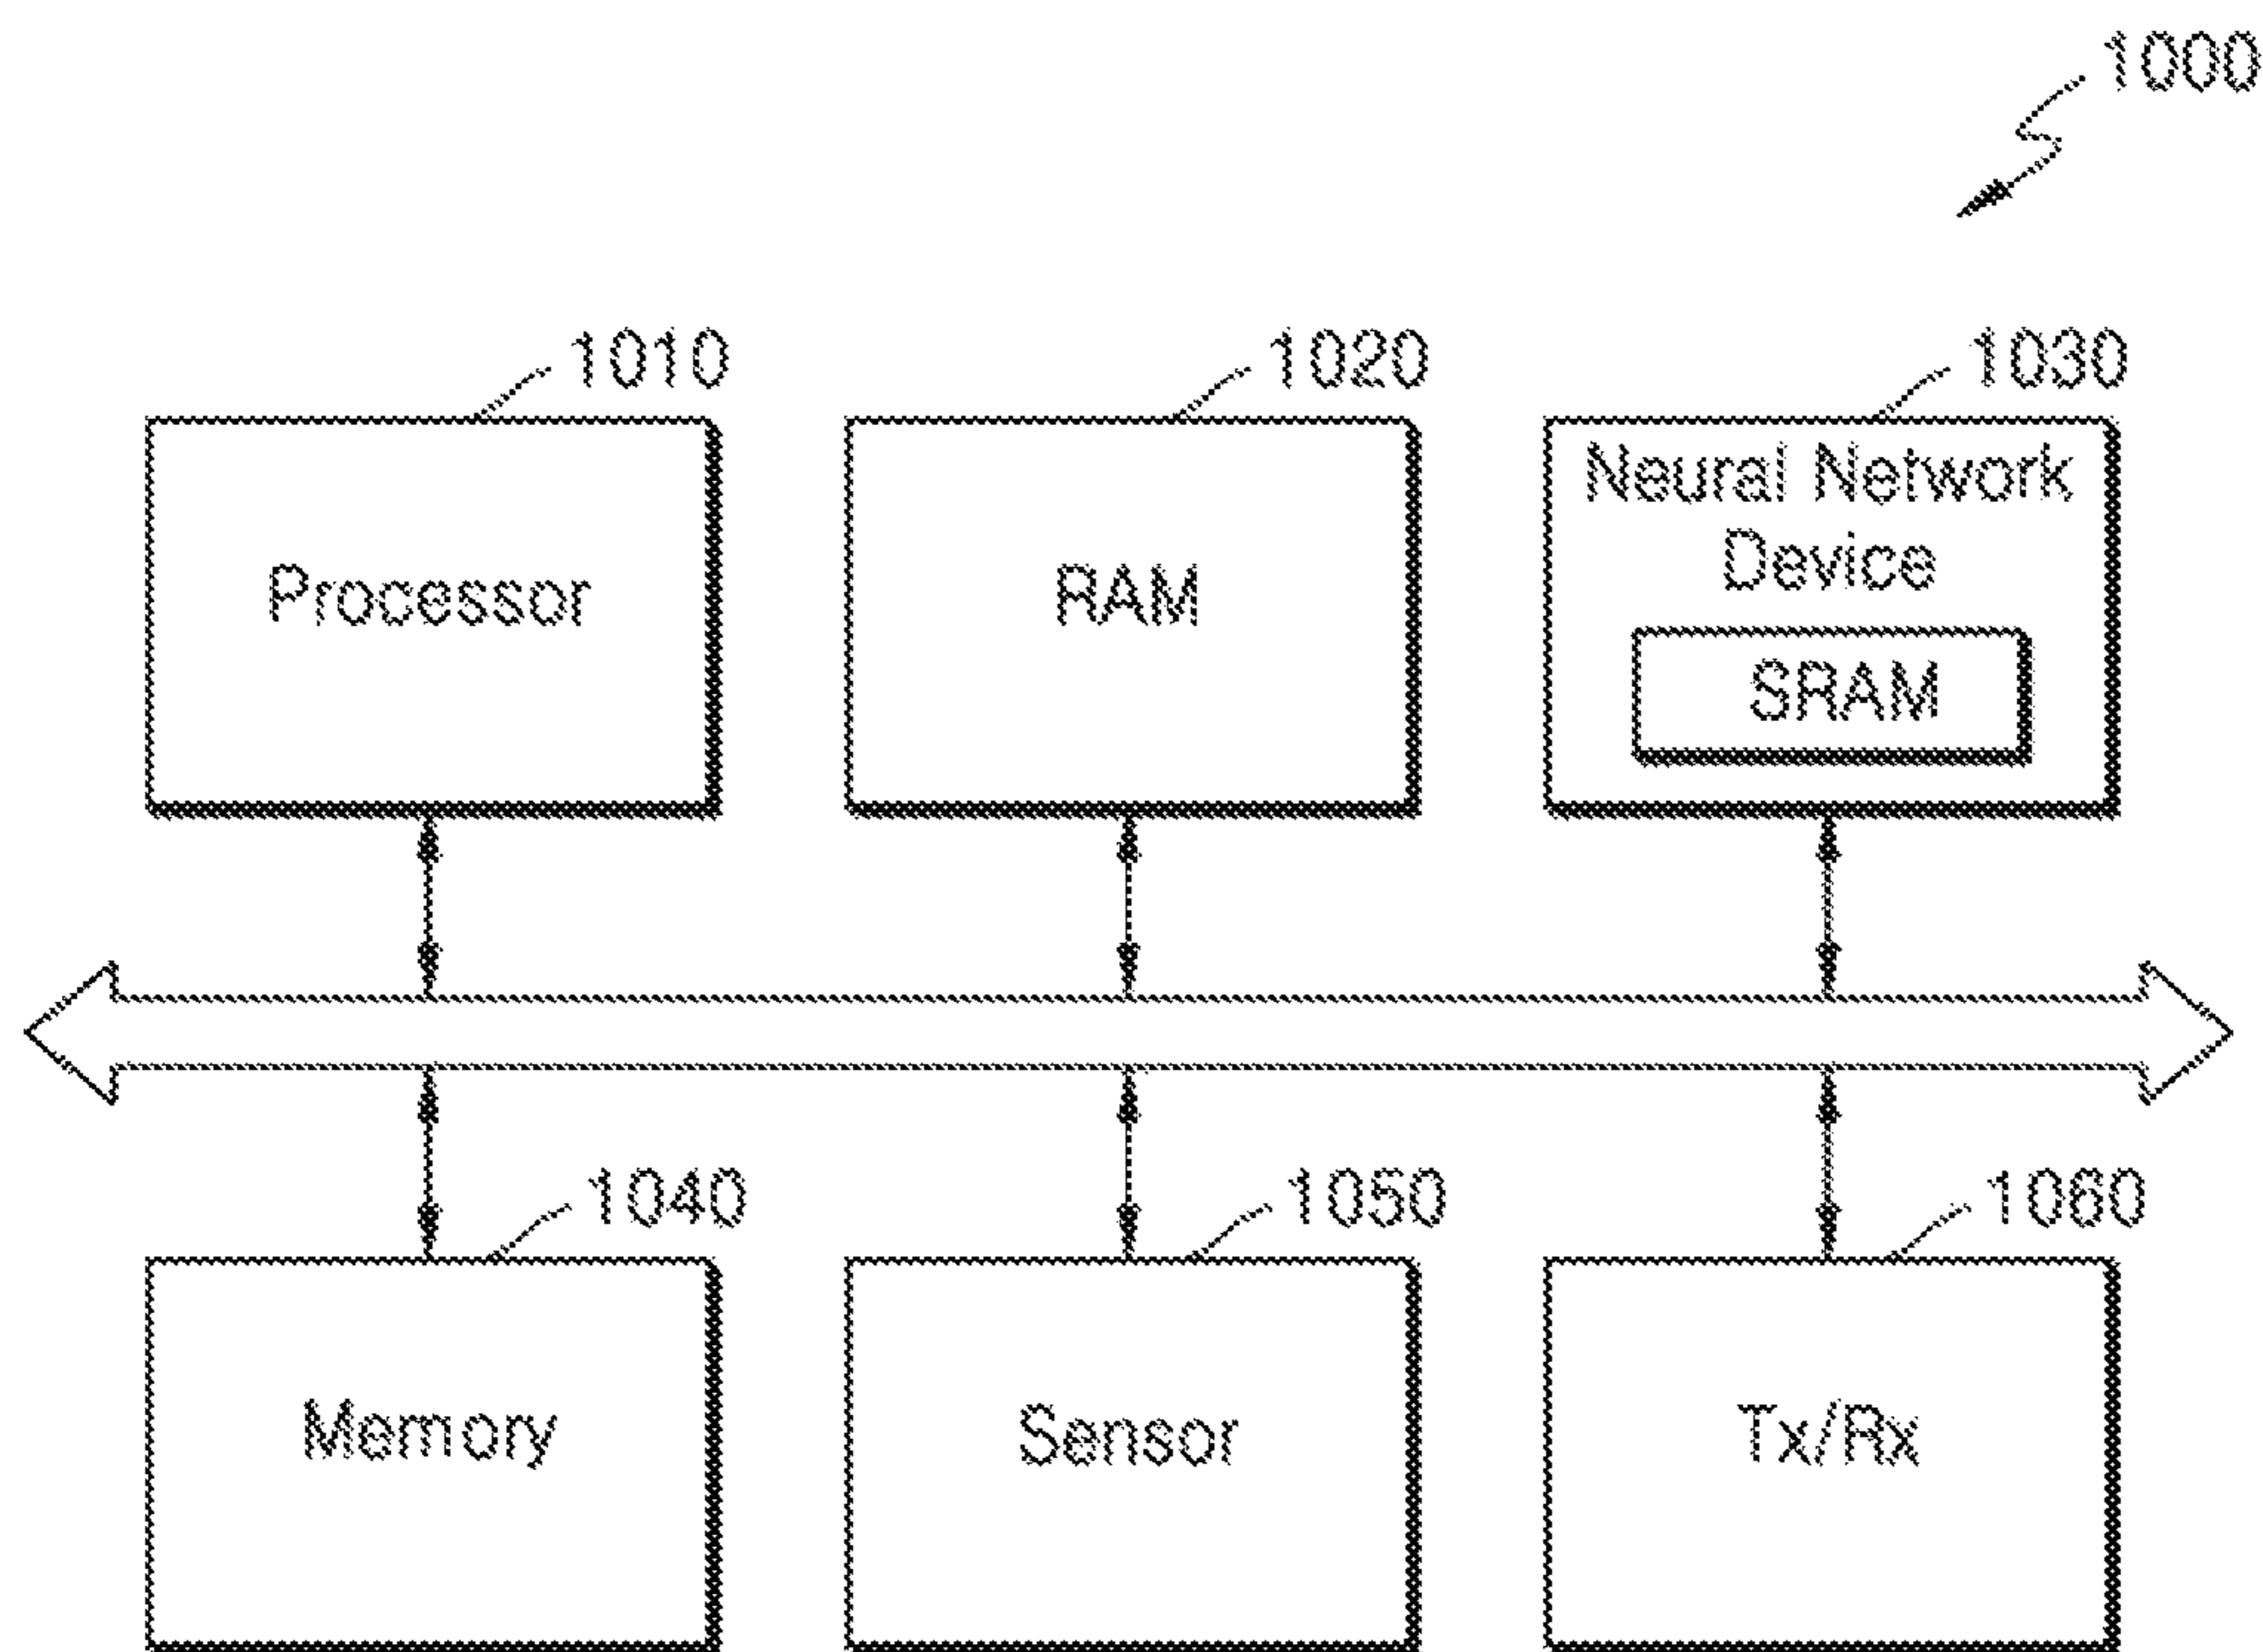 1000
1010
1020
1030
Processor
RAM
Neural Network
Device
SRAM
1040
1050
1060
Memory
Sensor
Tx/Rx